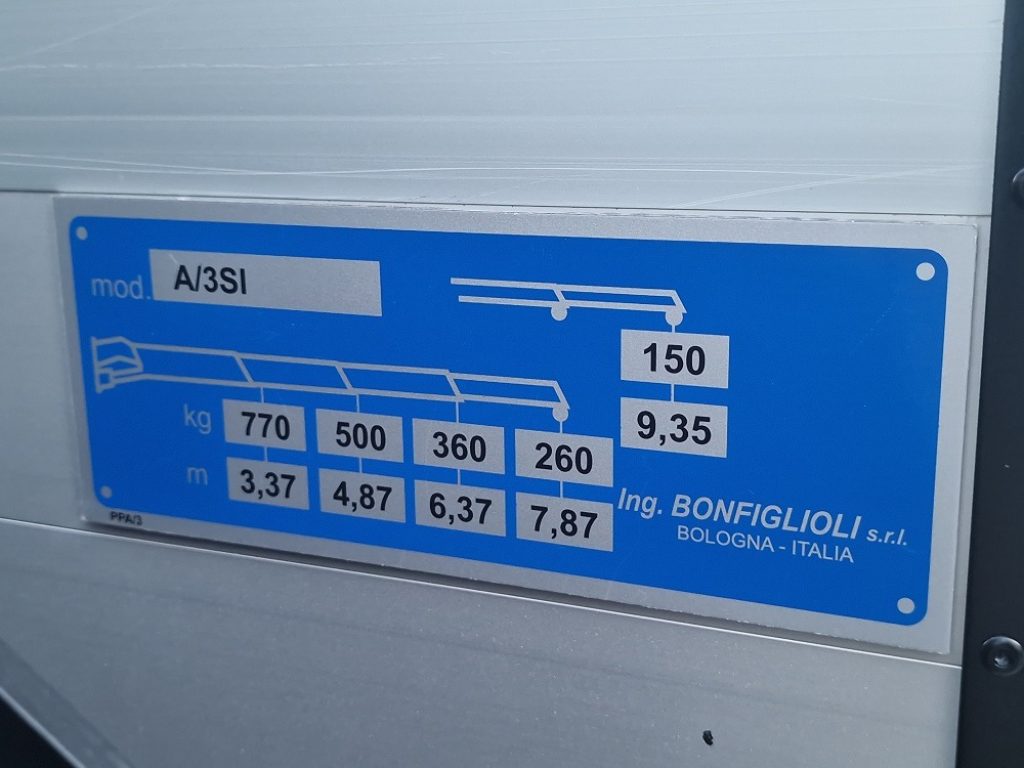 mod. A/3SI
150
9,35
kg 770 500 360 260
m 3,37 4,87 6,37 7,87
Ing. BONFIGLIOLI s.r.l.
BOLOGNA - ITALIA
PPA/3